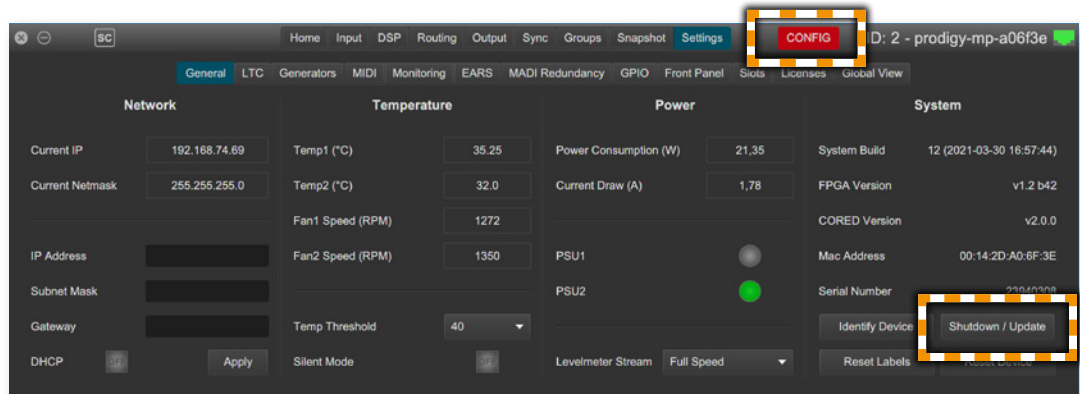 SC Home Input DSP Routing Output Sync Groups Snapshot Settings CONFIG ID: 2 - prodigy-mp-a06f3e
General LTC Generators MIDI Monitoring EARS MADI Redundancy GPIO Front Panel Slots Licenses Global View
Network Temperature Power System
Current IP 192.168.74.69 Temp1 (°C) 35.25 Power Consumption (W) 21,35 System Build 12 (2021-03-30 16:57:44)
Current Netmask 255.255.255.0 Temp2 (°C) 32.0 Current Draw (A) 1,78 FPGA Version v1.2 b42
Fan1 Speed (RPM) 1272 CORED Version v2.0.0
IP Address Fan2 Speed (RPM) 1350 PSU1 Mac Address 00:14:2D:A0:6F:3E
Subnet Mask PSU2 Serial Number 23940308
Gateway Temp Threshold 40 Identify Device Shutdown / Update
DHCP OFF Apply Silent Mode OFF Levelmeter Stream Full Speed Reset Labels Reset Device